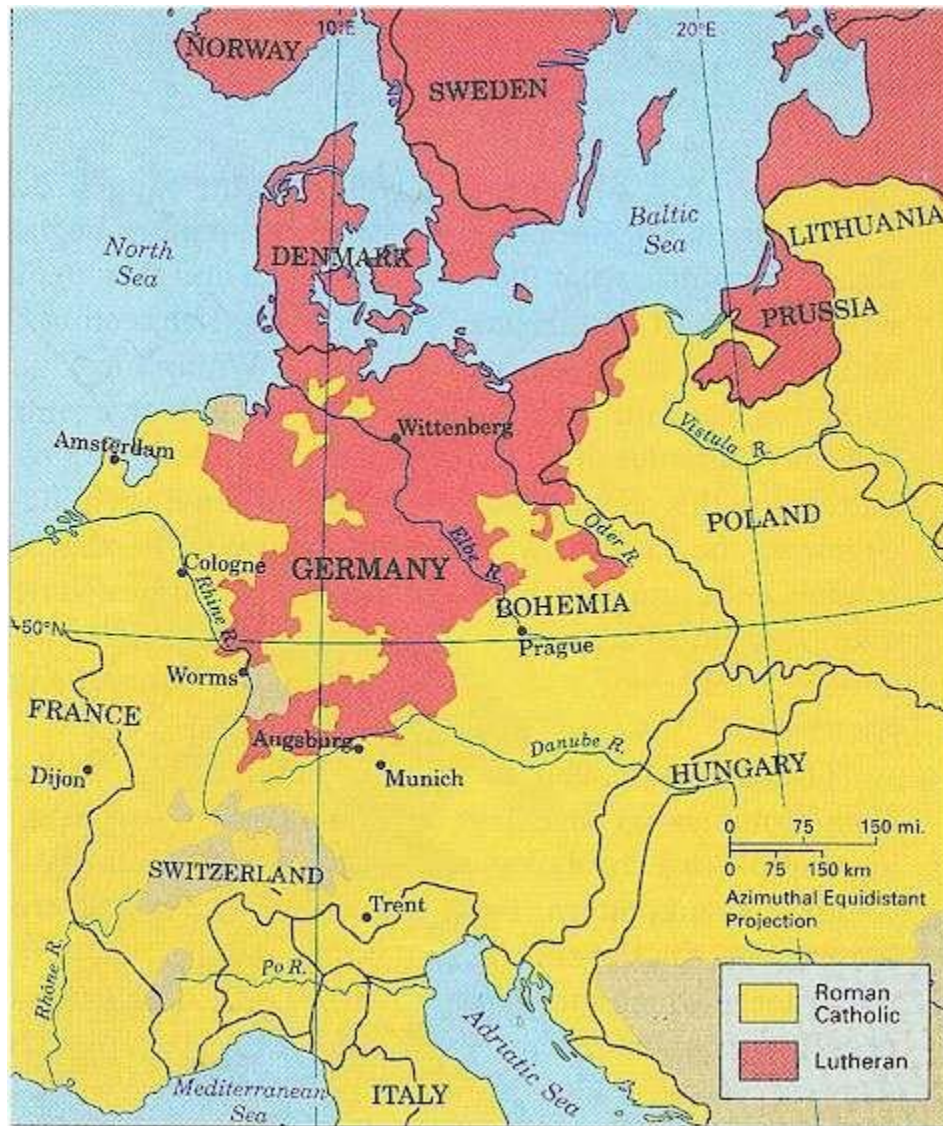 10°E
20°E
NORWAY
SWEDEN
North
Sea
DENMARK
Baltic
Sea
LITHUANIA
PRUSSIA
Amsterdam
Wittenberg
Vistula R.
POLAND
Oder R.
Elbe R.
Cologne
GERMANY
Rhine R.
BOHEMIA
50°N
Prague
Worms
FRANCE
Augsburg
Danube R.
Dijon
Munich
HUNGARY
0 75 150 mi.
0 75 150 km
Azimuthal Equidistant
Projection
SWITZERLAND
Trent
Rhône R.
Po R.
Adriatic Sea
Mediterranean
Sea
ITALY
Roman
Catholic
Lutheran